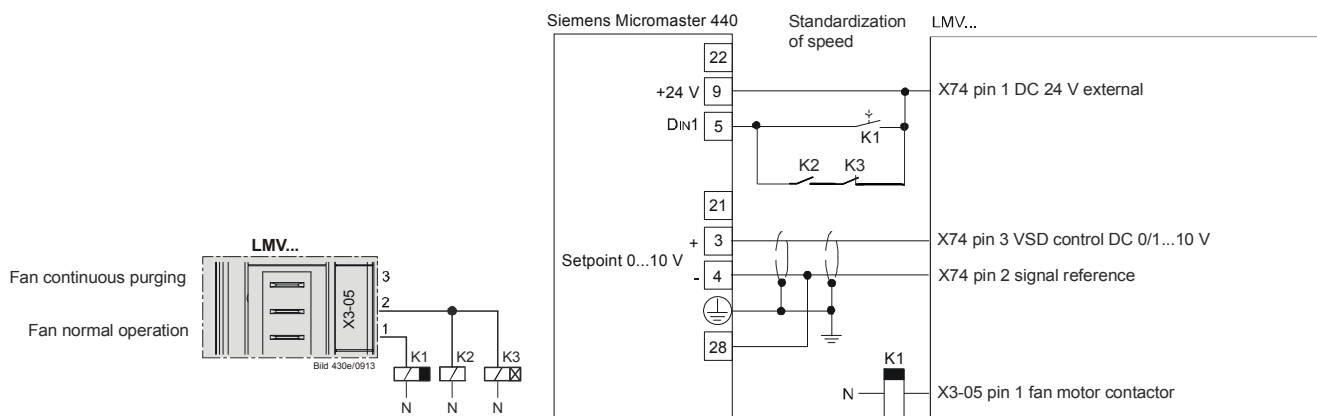 Siemens Micromaster 440
Standardization
of speed
LMV...
22
+24 V 9
X74 pin 1 DC 24 V external
DIN1 5
K1
K2 K3
21
+ 3
X74 pin 3 VSD control DC 0/1...10 V
Setpoint 0...10 V
- 4
X74 pin 2 signal reference
28
K1
N
X3-05 pin 1 fan motor contactor
LMV...
Fan continuous purging
3
X3-05
2
Fan normal operation
1
Bild 430e/0913
K1 K2 K3
N N N